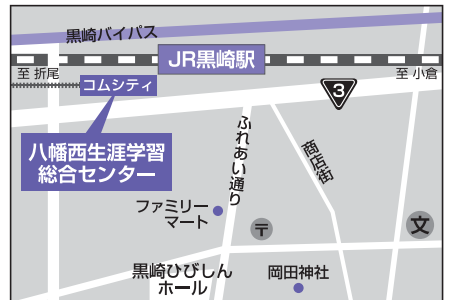 黒崎バイパス
JR黒崎駅
至 折尾
至 小倉
コムシティ
3
八幡西生涯学習
総合センター
ふれあい通り
商店街
ファミリー
マート
〒
文
黒崎ひびしん
ホール
岡田神社